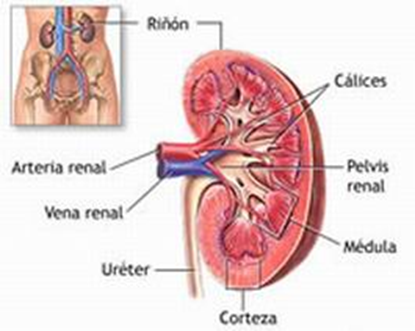 Riñón
Cálices
Arteria renal
Pelvis
renal
Vena renal
Médula
Uréter
Corteza